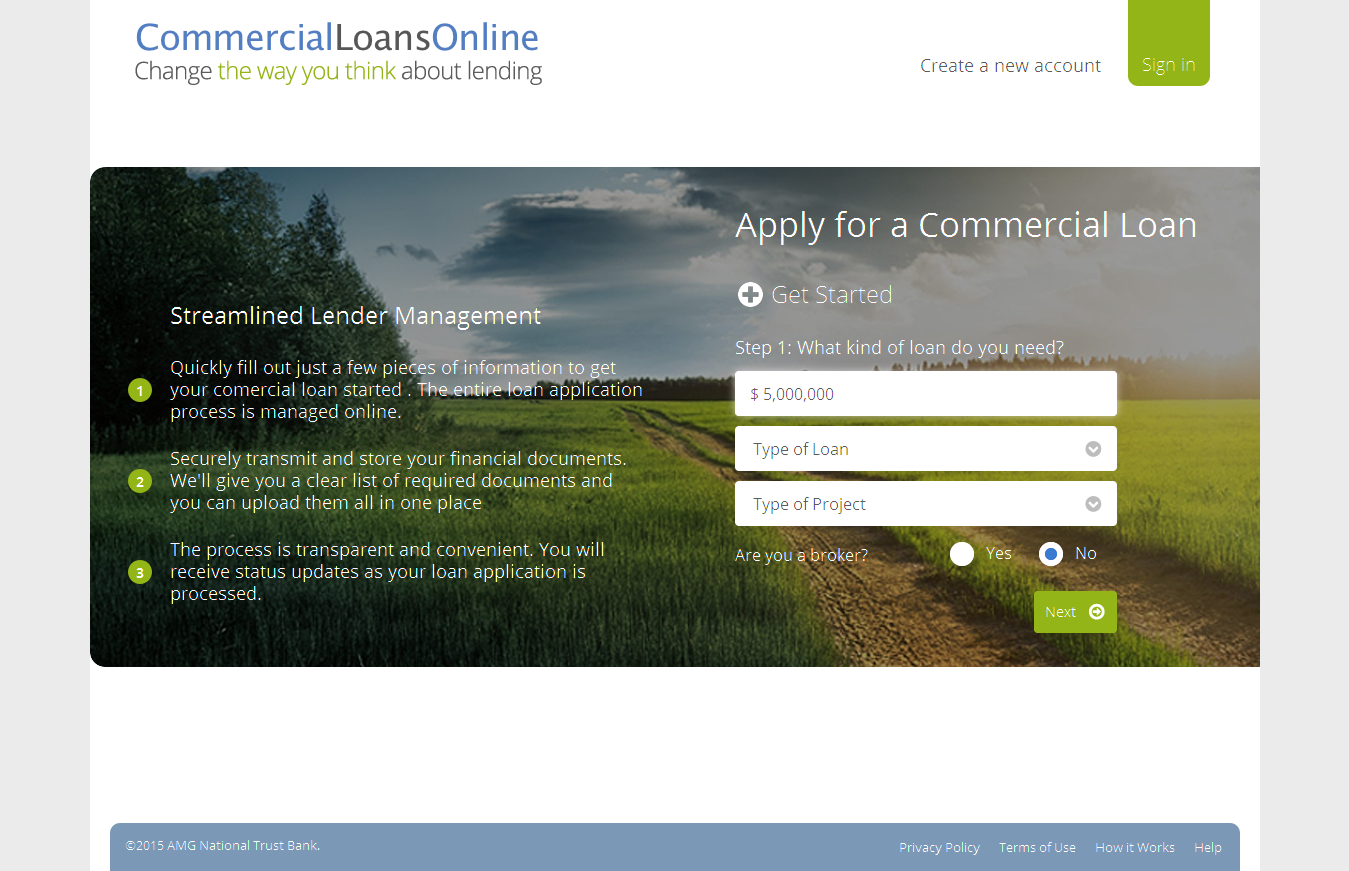 CommercialLoansOnline
Change the way you think about lending
Create a new account
Sign in
Streamlined Lender Management
1
Quickly fill out just a few pieces of information to get
your comercial loan started . The entire loan application
process is managed online.
2
Securely transmit and store your financial documents.
We'll give you a clear list of required documents and
you can upload them all in one place
3
The process is transparent and convenient. You will
receive status updates as your loan application is
processed.
Apply for a Commercial Loan
Get Started
Step 1: What kind of loan do you need?
$ 5,000,000
Type of Loan
Type of Project
Are you a broker? Yes No
Next
©2015 AMG National Trust Bank.
Privacy Policy Terms of Use How it Works Help